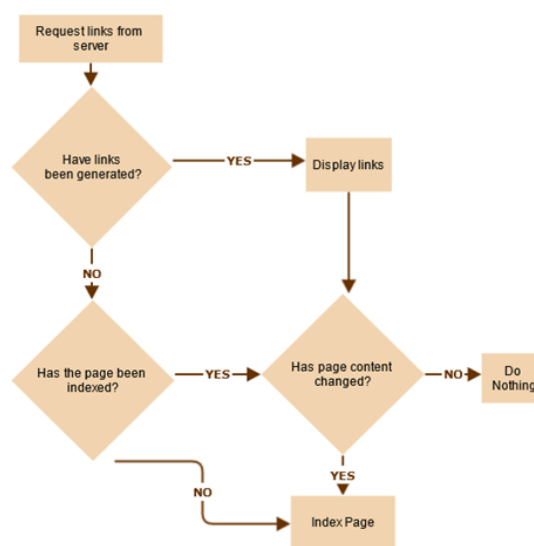 Request links from
server
Have links
been generated?
YES
Display links
NO
Has the page been
indexed?
YES
Has page content
changed?
NO
Do
Nothing
YES
NO
Index Page